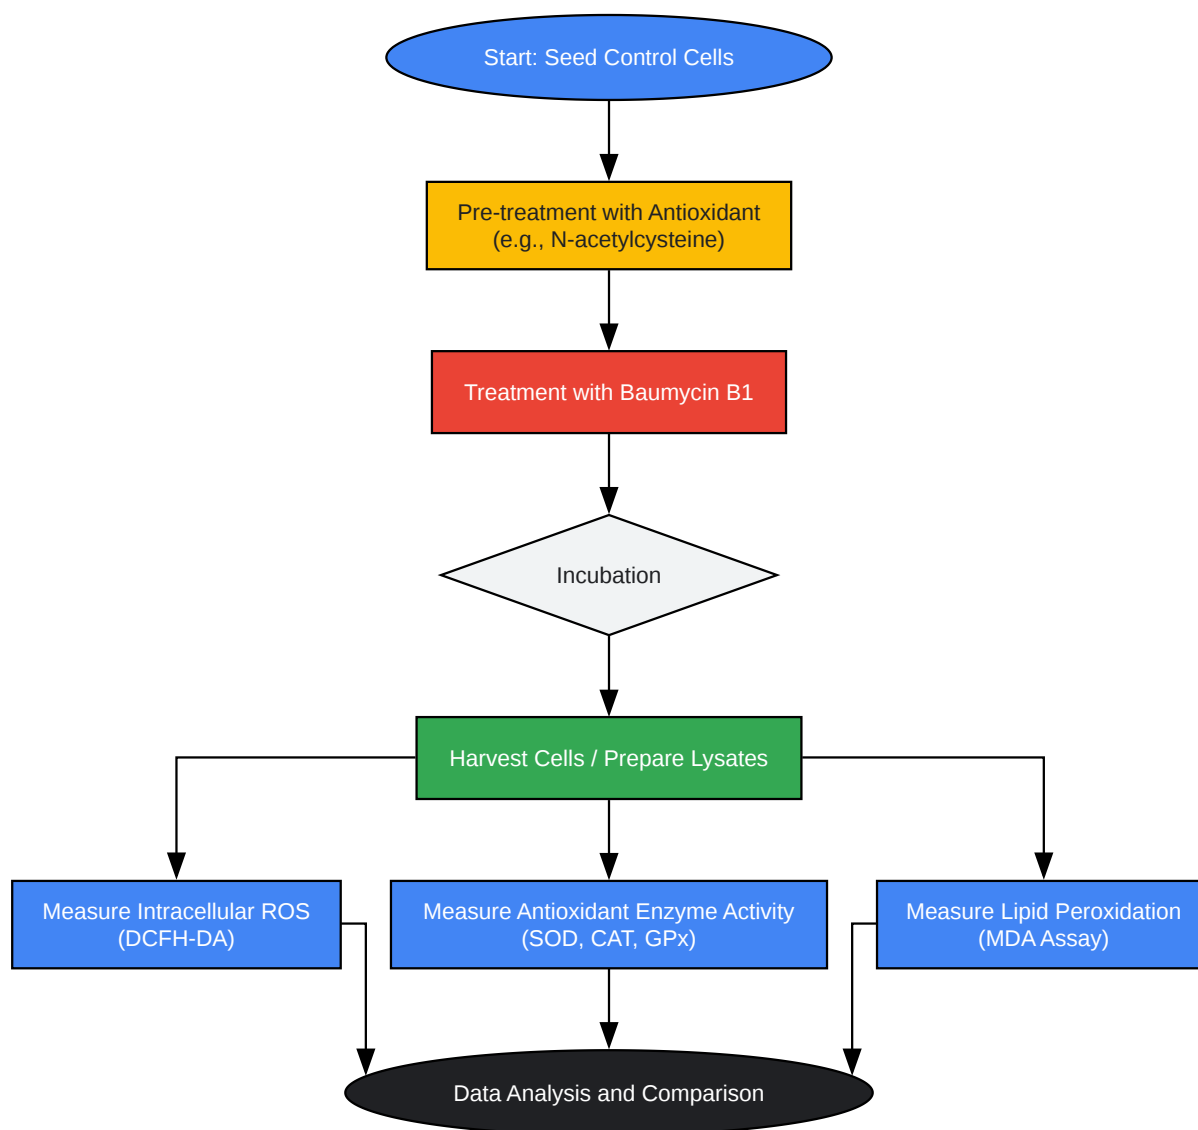 Start: Seed Control Cells
Pre-treatment with Antioxidant
(e.g., N-acetylcysteine)
Treatment with Baumycin B1
Incubation
Harvest Cells / Prepare Lysates
Measure Intracellular ROS
(DCFH-DA)
Measure Antioxidant Enzyme Activity
(SOD, CAT, GPx)
Measure Lipid Peroxidation
(MDA Assay)
Data Analysis and Comparison